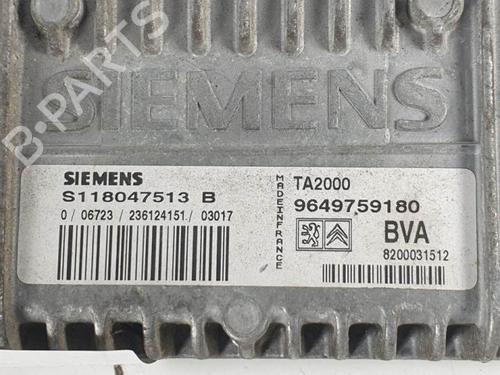 SIEMENS
B-PARTS
SIEMENS
S118047513 B
0 / 06723 / 236124151 / 03017
MADE IN FRANCE
TA2000
9649759180
BVA
8200031512